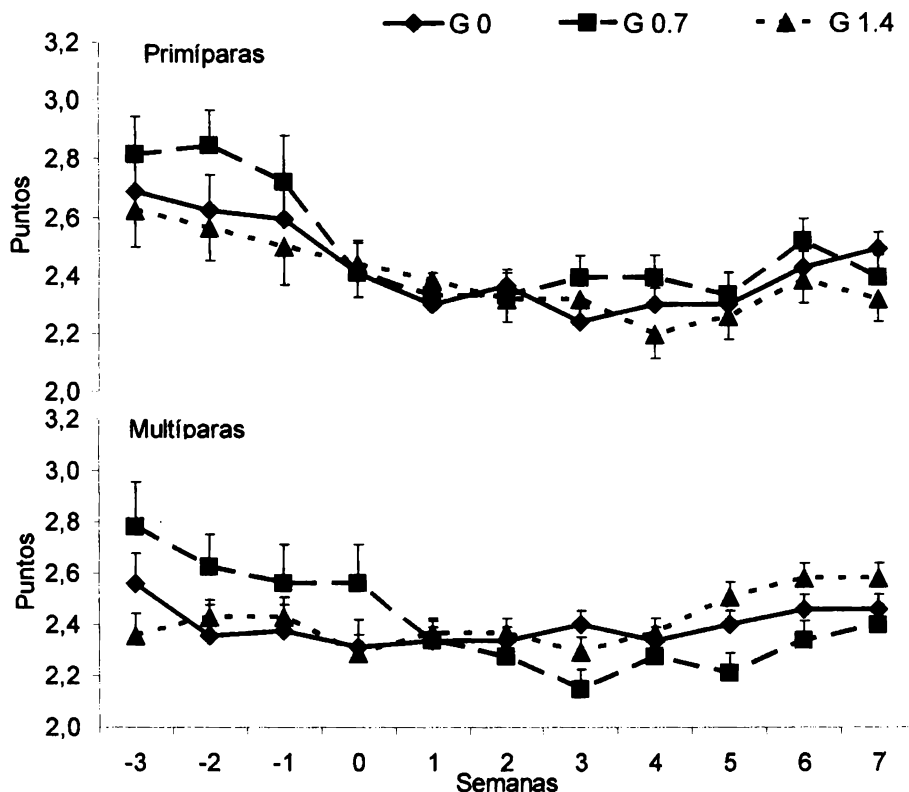 G 0 G 0.7 G 1.4
3,2
Primíparas
3,0
2,8
2,6
Puntos
2,4
2,2
2,0
3,2
Multíparas
3,0
2,8
2,6
Puntos
2,4
2,2
2,0
-3 -2 -1 0 1 2 3 4 5 6 7
Semanas